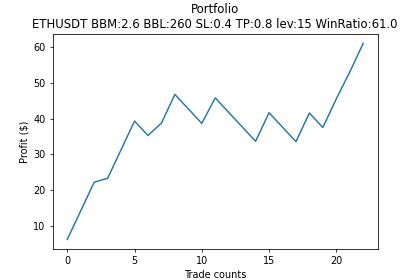 Portfolio
ETHUSDT BBM:2.6 BBL:260 SL:0.4 TP:0.8 lev:15 WinRatio:61.0
60
50
40
30
20
10
Profit ($)
0
5
10
15
20
Trade counts